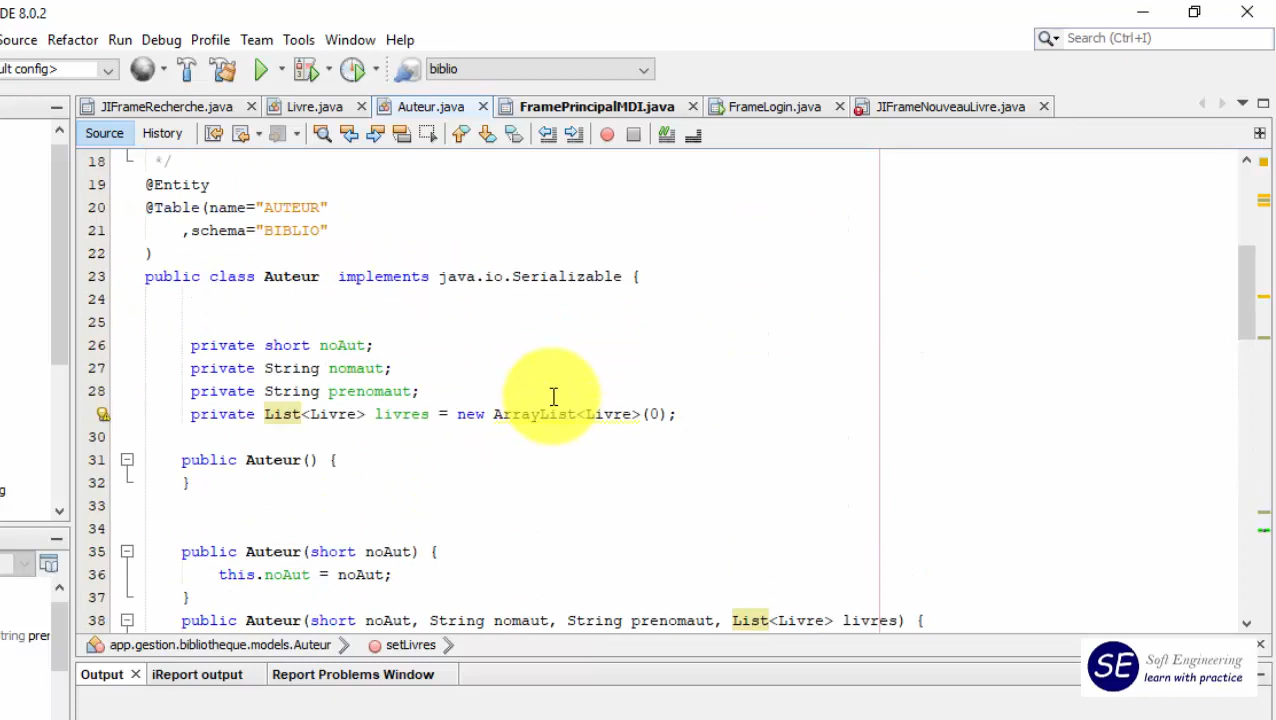 DE 8.0.2
Source Refactor Run Debug Profile Team Tools Window Help
Search (Ctrl+I)
ult config> biblio
JIFrameRecherche.java Livre.java Auteur.java FramePrincipalMDI.java FrameLogin.java JIFrameNouveauLivre.java
Source History
18 */
19 @Entity
20 @Table(name="AUTEUR"
21 ,schema="BIBLIO"
22 )
23 public class Auteur implements java.io.Serializable {
24
25
26 private short noAut;
27 private String nomaut;
28 private String prenomaut;
private List<Livre> livres = new ArrayList<Livre>(0);
30
31 public Auteur() {
32 }
33
34
35 public Auteur(short noAut) {
36 this.noAut = noAut;
37 }
38 public Auteur(short noAut, String nomaut, String prenomaut, List<Livre> livres) {
g
tring prer
app.gestion.bibliotheque.models.Auteur setLivres
Output iReport output Report Problems Window
SE Soft Engineering
learn with practice